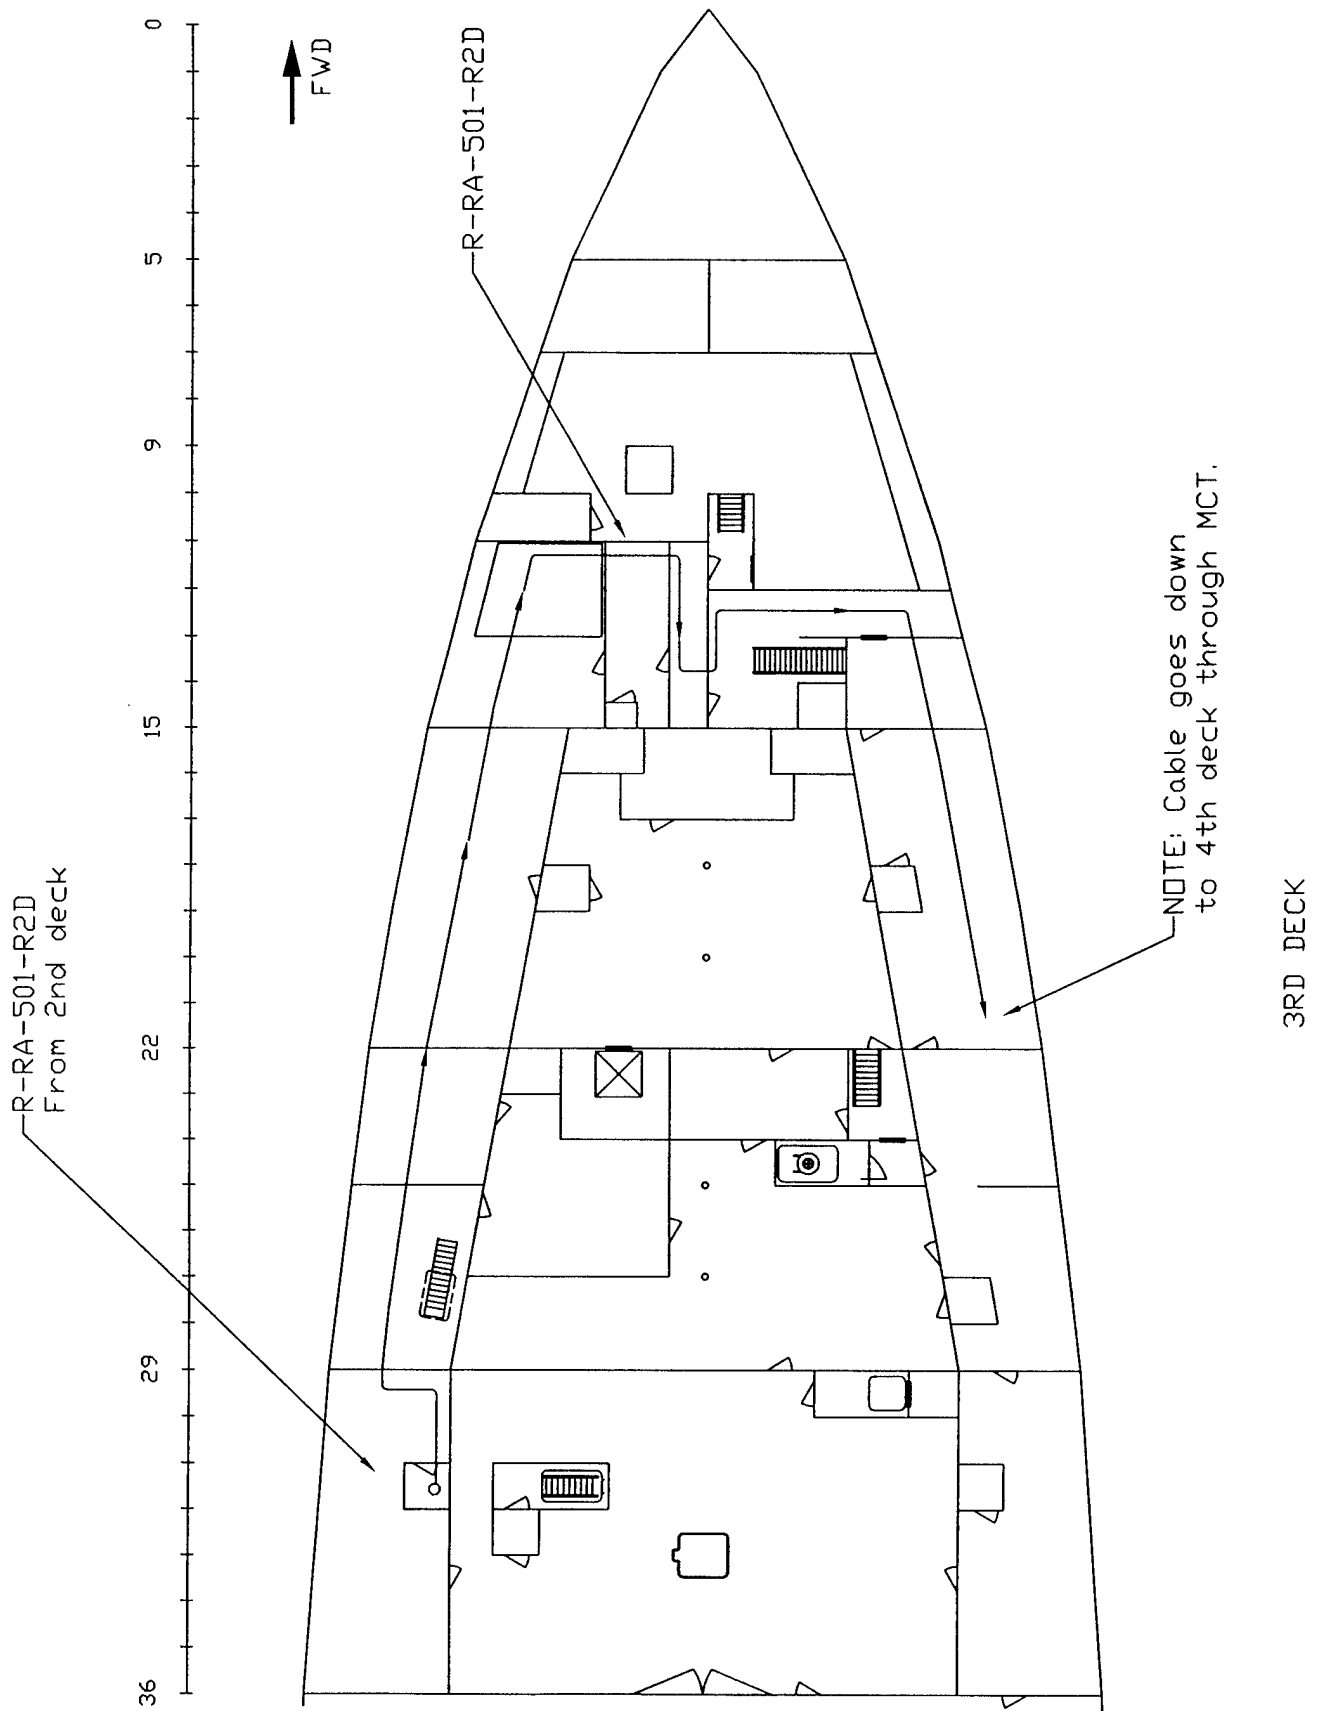 0
5
9
15
22
29
36
FWD
R-RA-501-R2D
R-RA-501-R2D
From 2nd deck
NOTE: Cable goes down
to 4th deck through MCT.
3RD DECK